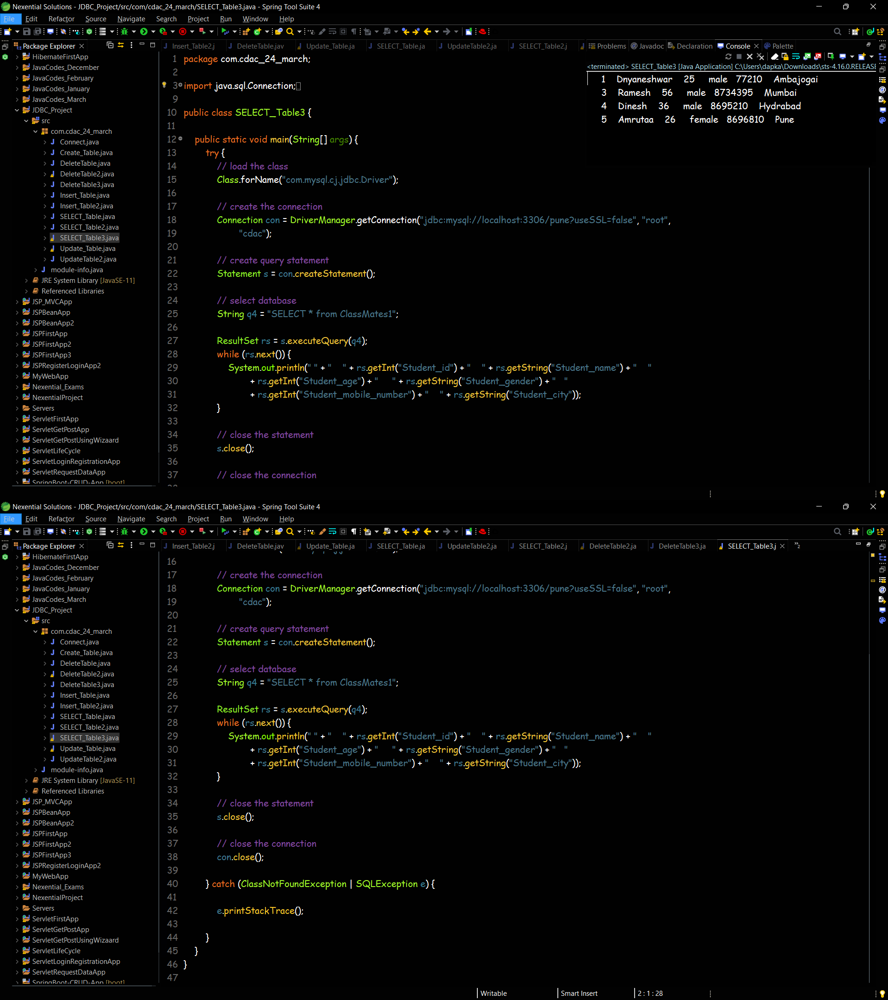 Nexential Solutions - JDBC_Project/src/com/cdac_24_march/SELECT_Table3.java - Spring Tool Suite 4
File Edit Refactor Source Navigate Search Project Run Window Help
Package Explorer
HibernateFirstApp
JavaCodes_December
JavaCodes_February
JavaCodes_January
JavaCodes_March
JDBC_Project
src
com.cdac_24_march
Connect.java
Create_Table.java
DeleteTable.java
DeleteTable2.java
DeleteTable3.java
Insert_Table.java
Insert_Table2.java
SELECT_Table.java
SELECT_Table2.java
SELECT_Table3.java
Update_Table.java
UpdateTable2.java
module-info.java
JRE System Library [JavaSE-11]
Referenced Libraries
JSP_MVCApp
JSPBeanApp
JSPBeanApp2
JSPFirstApp
JSPFirstApp2
JSPFirstApp3
JSPRegisterLoginApp2
MyWebApp
Nexential_Exams
NexentialProject
Servers
ServletFirstApp
ServletGetPostApp
ServletGetPostUsingWizaard
ServletLifeCycle
ServletLoginRegistrationApp
ServletRequestDataApp
SpringBoot-CRUD-App [boot]
Insert_Table2.j DeleteTable.jav Update_Table.ja SELECT_Table.ja UpdateTable2.ja SELECT_Table2.j
1 package com.cdac_24_march;
2
3 import java.sql.Connection;
9
10 public class SELECT_Table3 {
11
12 public static void main(String[] args) {
13 try {
14 // load the class
15 Class.forName("com.mysql.cj.jdbc.Driver");
16
17 // create the connection
18 Connection con = DriverManager.getConnection("jdbc:mysql://localhost:3306/pune?useSSL=false", "root",
19 "cdac");
20
21 // create query statement
22 Statement s = con.createStatement();
23
24 // select database
25 String q4 = "SELECT * from ClassMates1";
26
27 ResultSet rs = s.executeQuery(q4);
28 while (rs.next()) {
29 System.out.println(" " + "    " + rs.getInt("Student_id") + "    " + rs.getString("Student_name") + "    "
30 + rs.getInt("Student_age") + "     " + rs.getString("Student_gender") + "   "
31 + rs.getInt("Student_mobile_number") + "    " + rs.getString("Student_city"));
32 }
33
34 // close the statement
35 s.close();
36
37 // close the connection
Problems Javadoc Declaration Console Palette
<terminated> SELECT_Table3 [Java Application] C:\Users\dapka\Downloads\sts-4.16.0.RELEASE
1 Dnyaneshwar 25 male 77210 Ambajogai
3 Ramesh 56 male 8734395 Mumbai
4 Dinesh 36 male 8695210 Hydrabad
5 Amrutaa 26 female 8696810 Pune
Nexential Solutions - JDBC_Project/src/com/cdac_24_march/SELECT_Table3.java - Spring Tool Suite 4
File Edit Refactor Source Navigate Search Project Run Window Help
Package Explorer
HibernateFirstApp
JavaCodes_December
JavaCodes_February
JavaCodes_January
JavaCodes_March
JDBC_Project
src
com.cdac_24_march
Connect.java
Create_Table.java
DeleteTable.java
DeleteTable2.java
DeleteTable3.java
Insert_Table.java
Insert_Table2.java
SELECT_Table.java
SELECT_Table2.java
SELECT_Table3.java
Update_Table.java
UpdateTable2.java
module-info.java
JRE System Library [JavaSE-11]
Referenced Libraries
JSP_MVCApp
JSPBeanApp
JSPBeanApp2
JSPFirstApp
JSPFirstApp2
JSPFirstApp3
JSPRegisterLoginApp2
MyWebApp
Nexential_Exams
NexentialProject
Servers
ServletFirstApp
ServletGetPostApp
ServletGetPostUsingWizaard
ServletLifeCycle
ServletLoginRegistrationApp
ServletRequestDataApp
SpringBoot-CRUD-App [boot]
Insert_Table2.j DeleteTable.jav Update_Table.ja SELECT_Table.ja UpdateTable2.ja SELECT_Table2.j DeleteTable2.ja DeleteTable3.ja SELECT_Table3.j »2
16
17 // create the connection
18 Connection con = DriverManager.getConnection("jdbc:mysql://localhost:3306/pune?useSSL=false", "root",
19 "cdac");
20
21 // create query statement
22 Statement s = con.createStatement();
23
24 // select database
25 String q4 = "SELECT * from ClassMates1";
26
27 ResultSet rs = s.executeQuery(q4);
28 while (rs.next()) {
29 System.out.println(" " + "    " + rs.getInt("Student_id") + "    " + rs.getString("Student_name") + "    "
30 + rs.getInt("Student_age") + "     " + rs.getString("Student_gender") + "   "
31 + rs.getInt("Student_mobile_number") + "    " + rs.getString("Student_city"));
32 }
33
34 // close the statement
35 s.close();
36
37 // close the connection
38 con.close();
39
40 } catch (ClassNotFoundException | SQLException e) {
41
42 e.printStackTrace();
43
44 }
45 }
46 }
47
Writable Smart Insert 2 : 1 : 28